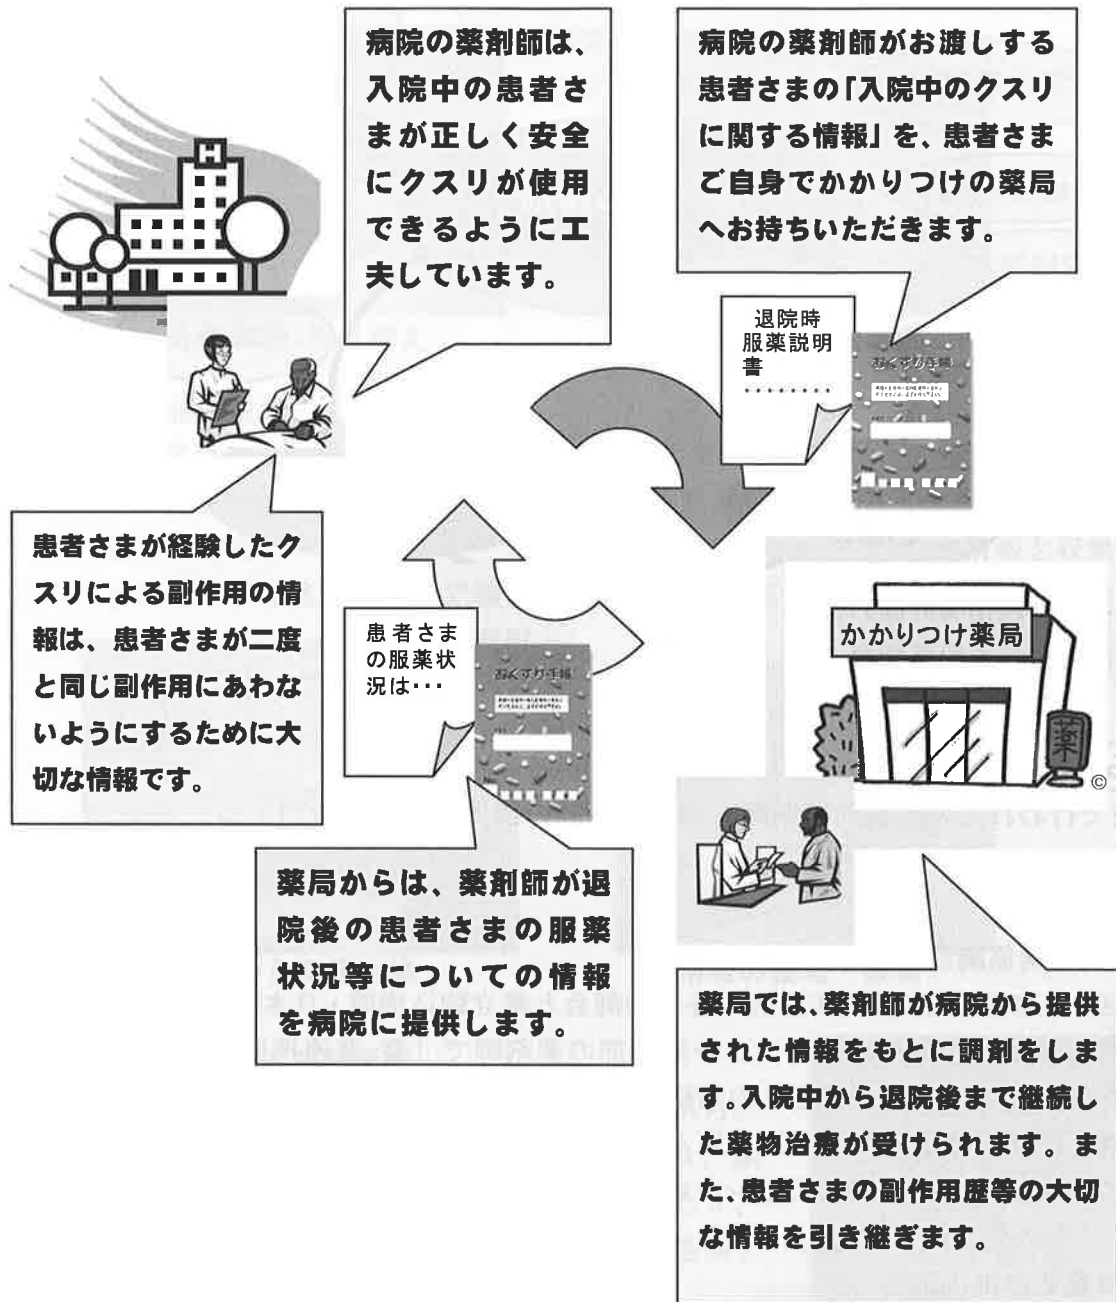 病院の薬剤師は、
入院中の患者さ
まが正しく安全
にクスリが使用
できるように工
夫しています。
病院の薬剤師がお渡しする
患者さまの「入院中のクスリ
に関する情報」を、患者さま
ご自身でかかりつけの薬局
へお持ちいただきます。
H
退院時
服薬説明
書
・・・・・・・・
おくすり手帳
患者さまが経験したク
スリによる副作用の情
報は、患者さまが二度
と同じ副作用にあわな
いようにするために大
切な情報です。
患者さま
の服薬状
況は･･･
おくすり手帳
かかりつけ薬局
薬
©
薬局からは、薬剤師が退
院後の患者さまの服薬
状況等についての情報
を病院に提供します。
薬局では、薬剤師が病院から提供
された情報をもとに調剤をしま
す。入院中から退院後まで継続し
た薬物治療が受けられます。ま
た、患者さまの副作用歴等の大切
な情報を引き継ぎます。